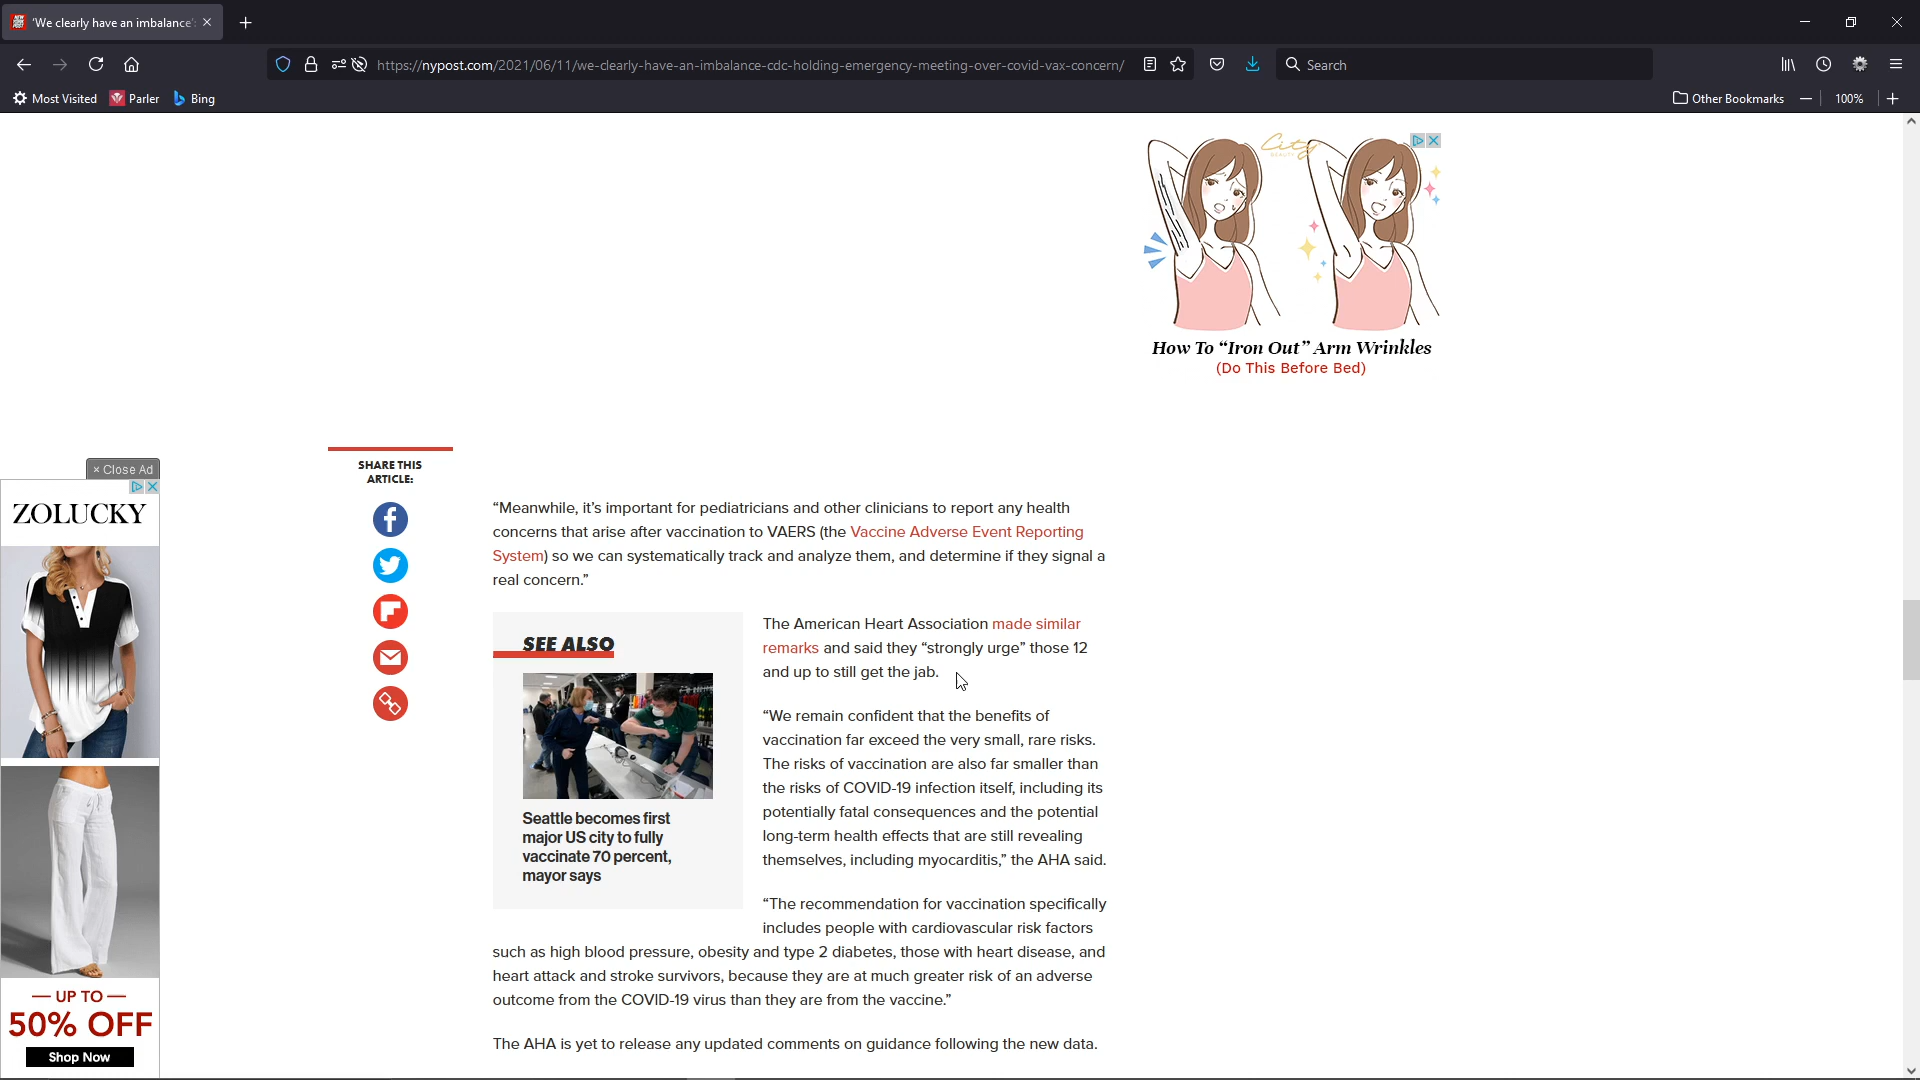 'We clearly have an imbalance'
https://nypost.com/2021/06/11/we-clearly-have-an-imbalance-cdc-holding-emergency-meeting-over-covid-vax-concern/
Search
Most Visited
Parler
Bing
Other Bookmarks
100%
City
BEAUTY
How To “Iron Out” Arm Wrinkles
(Do This Before Bed)
× Close Ad
ZOLUCKY
— UP TO —
50% OFF
Shop Now
SHARE THIS
ARTICLE:
“Meanwhile, it’s important for pediatricians and other clinicians to report any health
concerns that arise after vaccination to VAERS (the Vaccine Adverse Event Reporting
System) so we can systematically track and analyze them, and determine if they signal a
real concern.”
SEE ALSO
Seattle becomes first
major US city to fully
vaccinate 70 percent,
mayor says
The American Heart Association made similar
remarks and said they “strongly urge” those 12
and up to still get the jab.
“We remain confident that the benefits of
vaccination far exceed the very small, rare risks.
The risks of vaccination are also far smaller than
the risks of COVID-19 infection itself, including its
potentially fatal consequences and the potential
long-term health effects that are still revealing
themselves, including myocarditis,” the AHA said.
“The recommendation for vaccination specifically
includes people with cardiovascular risk factors
such as high blood pressure, obesity and type 2 diabetes, those with heart disease, and
heart attack and stroke survivors, because they are at much greater risk of an adverse
outcome from the COVID-19 virus than they are from the vaccine.”
The AHA is yet to release any updated comments on guidance following the new data.